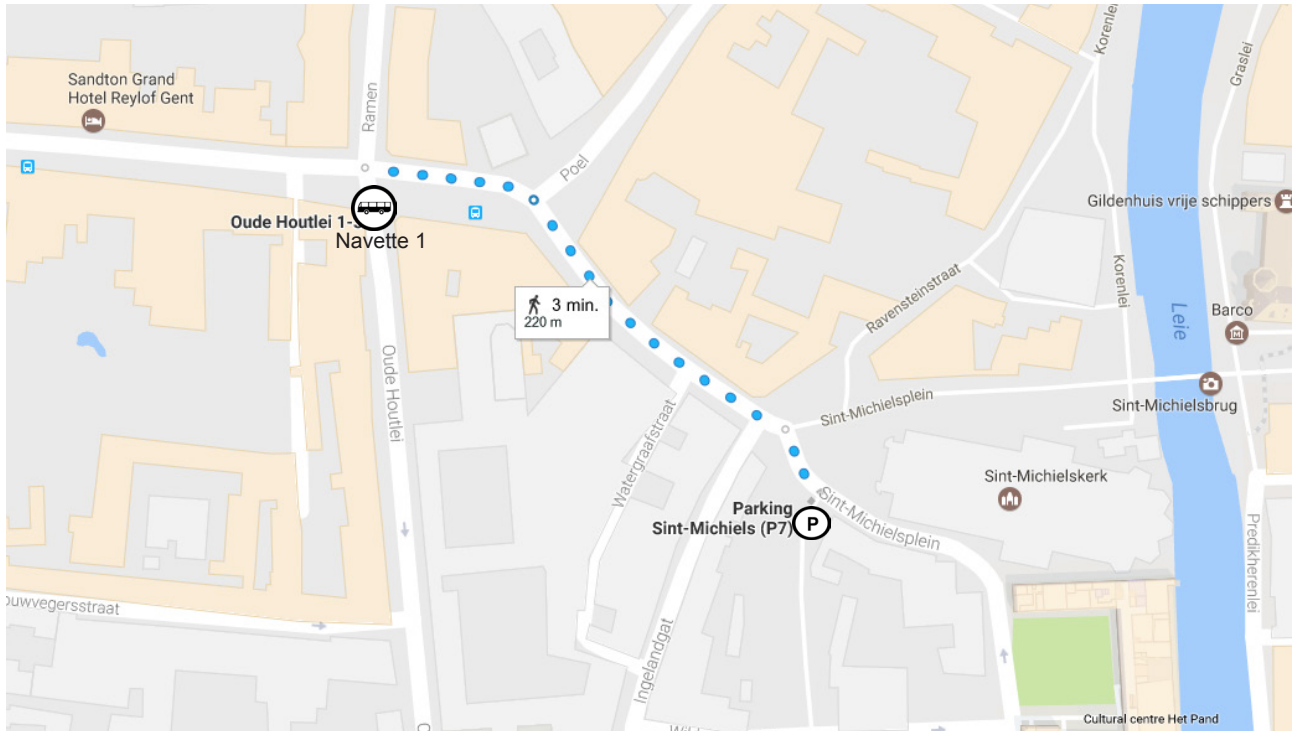 Sandton Grand
Hotel Reylof Gent
Ramen
Poel
Korenlei
Graslei
Gildenhuis vrije schippers
Oude Houtlei 1-
Navette 1
3 min.
220 m
Ravensteinstraat
Korenlei
Leie
Barco
Oude Houtlei
Sint-Michielsplein
Sint-Michielsbrug
Watergraafstraat
Sint-Michielskerk
Parking
Sint-Michiels (P7)
P
Sint-Michielsplein
Predikherenlei
ouwvegersstraat
Ingelandgat
Cultural centre Het Pand